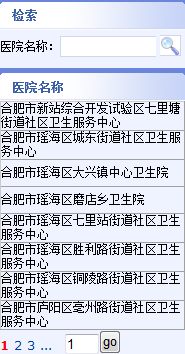 检索
医院名称:
医院名称
合肥市新站综合开发试验区七里塘
街道社区卫生服务中心
合肥市瑶海区城东街道社区卫生服
务中心
合肥市瑶海区大兴镇中心卫生院
合肥市瑶海区磨店乡卫生院
合肥市瑶海区七里站街道社区卫生
服务中心
合肥市瑶海区胜利路街道社区卫生
服务中心
合肥市瑶海区铜陵路街道社区卫生
服务中心
合肥市庐阳区亳州路街道社区卫生
服务中心
1 2 3 ... 1 go